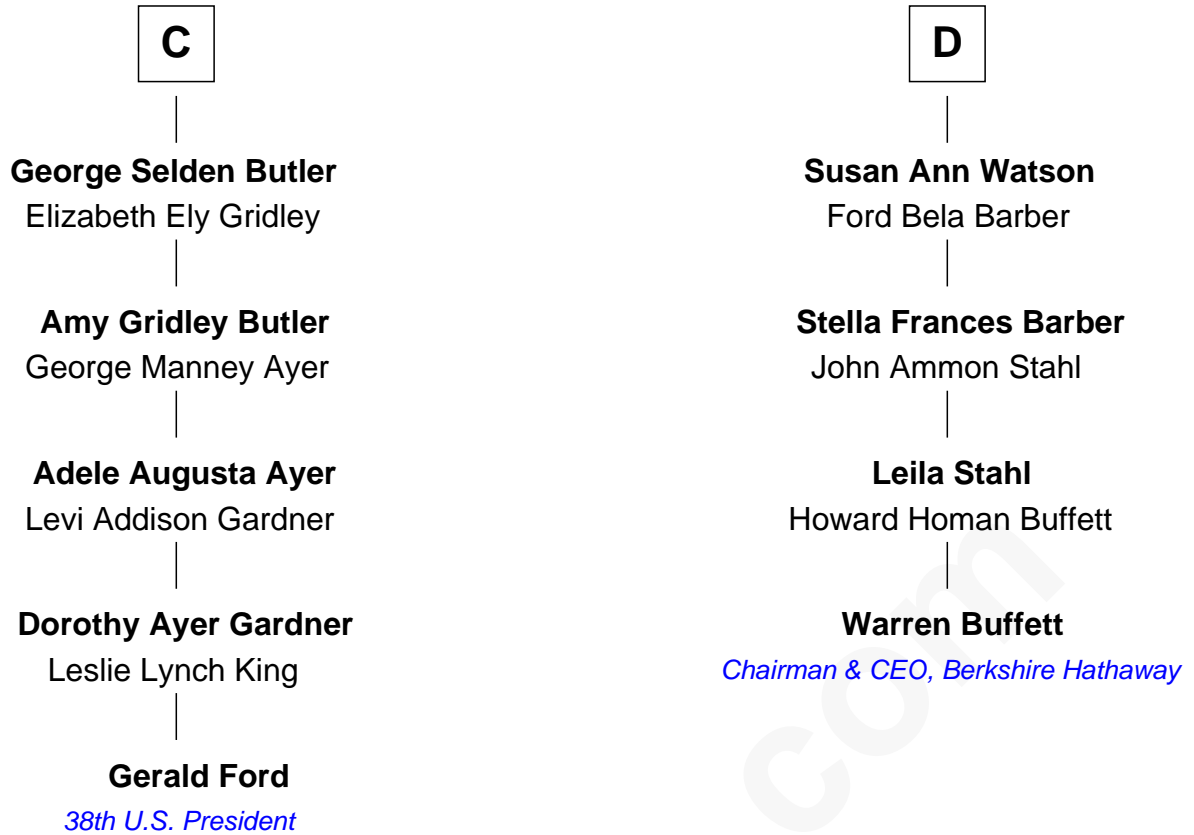 C
George Selden Butler
Elizabeth Ely Gridley
Amy Gridley Butler
George Manney Ayer
Adele Augusta Ayer
Levi Addison Gardner
Dorothy Ayer Gardner
Leslie Lynch King
Gerald Ford
38th U.S. President
D
Susan Ann Watson
Ford Bela Barber
Stella Frances Barber
John Ammon Stahl
Leila Stahl
Howard Homan Buffett
Warren Buffett
Chairman & CEO, Berkshire Hathaway
com